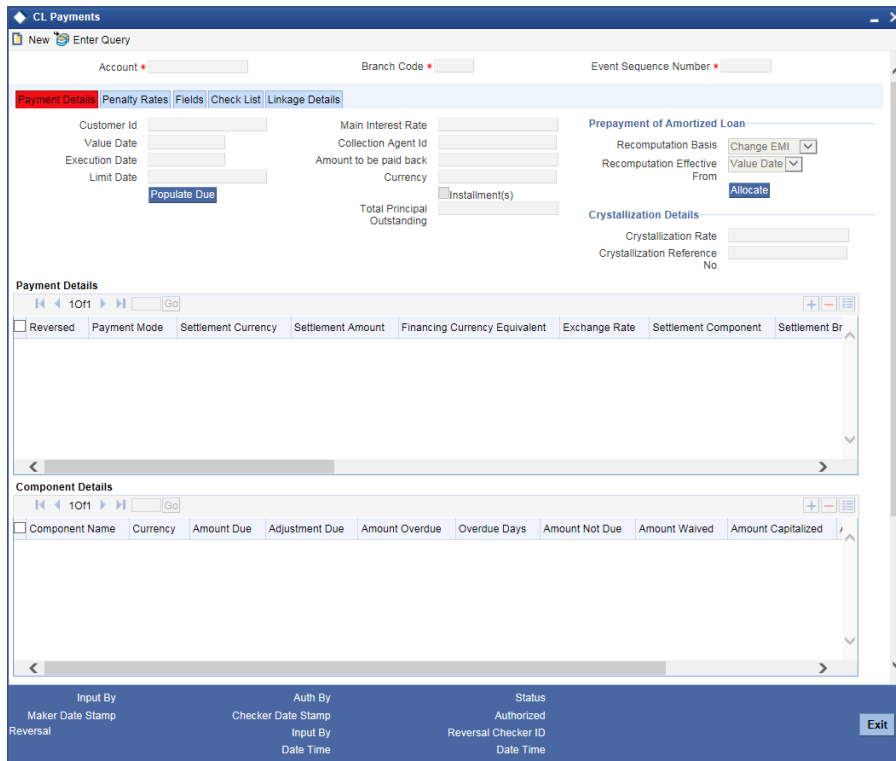 CL Payments
New Enter Query
Account * Branch Code * Event Sequence Number *
Payment Details Penalty Rates Fields Check List Linkage Details
Customer Id Main Interest Rate Prepayment of Amortized Loan
Value Date Collection Agent Id Recomputation Basis Change EMI
Execution Date Amount to be paid back Recomputation Effective From Value Date
Limit Date Currency
Populate Due Installment(s) Allocate
Total Principal Outstanding Crystallization Details
Crystallization Rate
Crystallization Reference No
Payment Details
1Of1 Go
Reversed Payment Mode Settlement Currency Settlement Amount Financing Currency Equivalent Exchange Rate Settlement Component Settlement Br
Component Details
1Of1 Go
Component Name Currency Amount Due Adjustment Due Amount Overdue Overdue Days Amount Not Due Amount Waived Amount Capitalized
Input By Auth By Status
Maker Date Stamp Checker Date Stamp Authorized
Reversal Input By Reversal Checker ID
Date Time Date Time
Exit